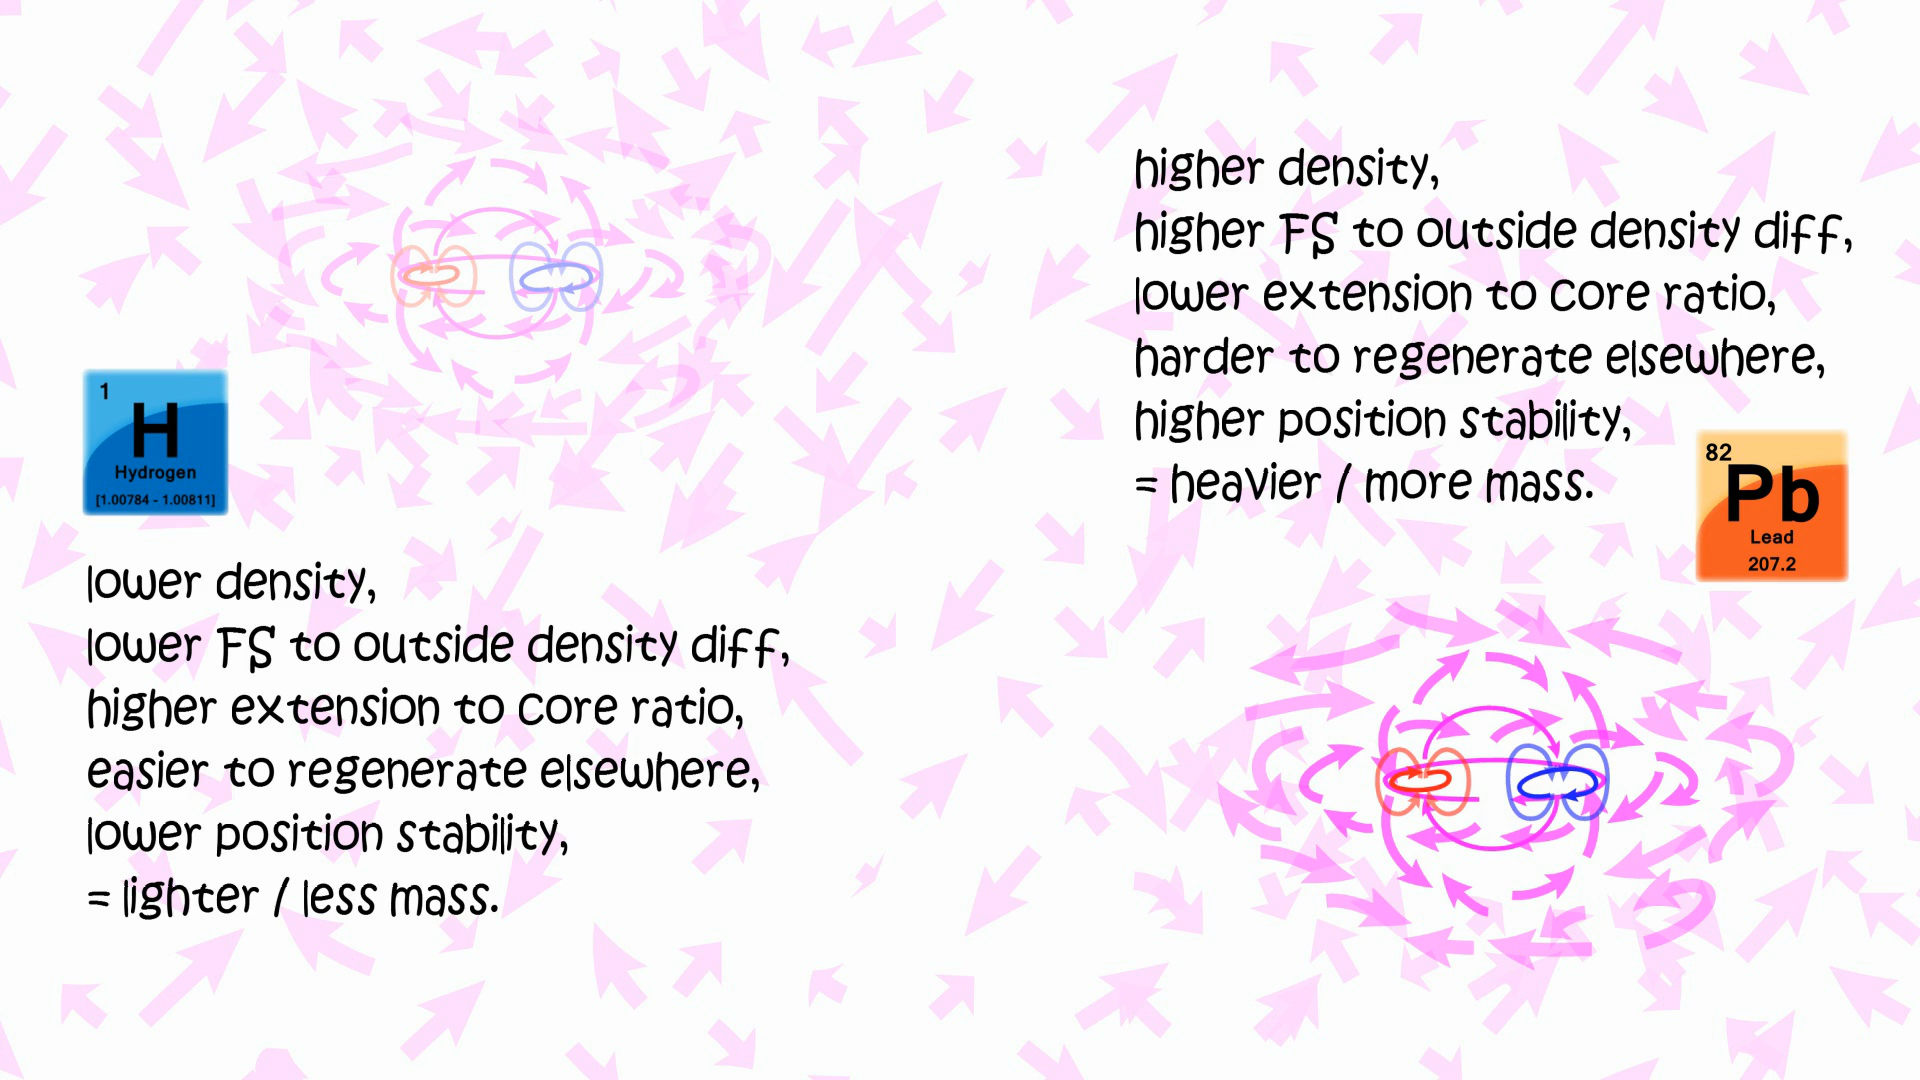 1
H
Hydrogen
[1.00784 - 1.00811]
lower density,
lower FS to outside density diff,
higher extension to core ratio,
easier to regenerate elsewhere,
lower position stability,
= lighter / less mass.
higher density,
higher FS to outside density diff,
lower extension to core ratio,
harder to regenerate elsewhere,
higher position stability,
= heavier / more mass.
82
Pb
Lead
207.2